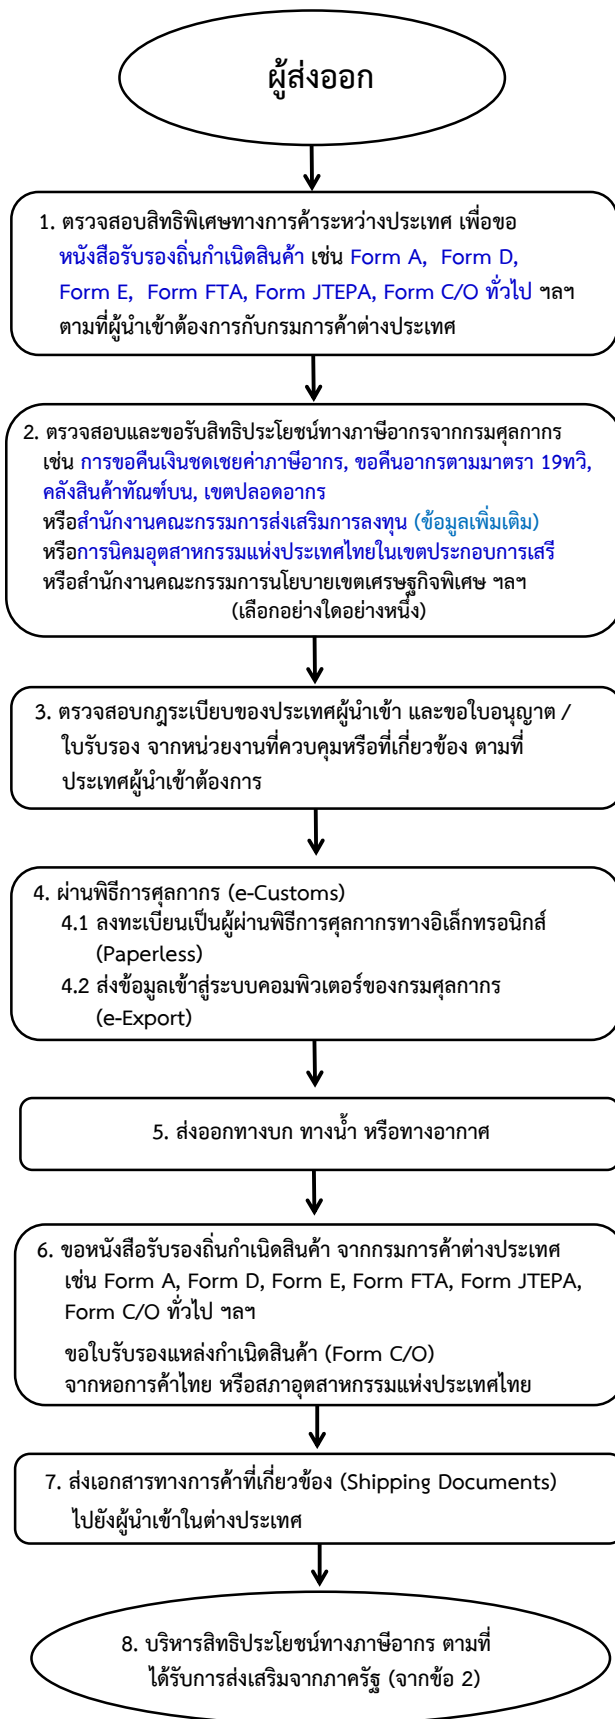 ผู้ส่งออก
1. ตรวจสอบสิทธิพิเศษทางการค้าระหว่างประเทศ เพื่อขอ
หนังสือรับรองถิ่นกำเนิดสินค้า เช่น Form A, Form D,
Form E, Form FTA, Form JTEPA, Form C/O ทั่วไป ฯลฯ
ตามที่ผู้นำเข้าต้องการกับกรมการค้าต่างประเทศ
2. ตรวจสอบและขอรับสิทธิประโยชน์ทางภาษีอากรจากกรมศุลกากร
เช่น การขอคืนเงินชดเชยค่าภาษีอากร, ขอคืนอากรตามมาตรา 19ทวิ,
คลังสินค้าทัณฑ์บน, เขตปลอดอากร
หรือสำนักงานคณะกรรมการส่งเสริมการลงทุน (ข้อมูลเพิ่มเติม)
หรือการนิคมอุตสาหกรรมแห่งประเทศไทยในเขตประกอบการเสรี
หรือสำนักงานคณะกรรมการนโยบายเขตเศรษฐกิจพิเศษ ฯลฯ
(เลือกอย่างใดอย่างหนึ่ง)
3. ตรวจสอบกฎระเบียบของประเทศผู้นำเข้า และขอใบอนุญาต /
ใบรับรอง จากหน่วยงานที่ควบคุมหรือที่เกี่ยวข้อง ตามที่
ประเทศผู้นำเข้าต้องการ
4. ผ่านพิธีการศุลกากร (e-Customs)
4.1 ลงทะเบียนเป็นผู้ผ่านพิธีการศุลกากรทางอิเล็กทรอนิกส์
(Paperless)
4.2 ส่งข้อมูลเข้าสู่ระบบคอมพิวเตอร์ของกรมศุลกากร
(e-Export)
5. ส่งออกทางบก ทางน้ำ หรือทางอากาศ
6. ขอหนังสือรับรองถิ่นกำเนิดสินค้า จากกรมการค้าต่างประเทศ
เช่น Form A, Form D, Form E, Form FTA, Form JTEPA,
Form C/O ทั่วไป ฯลฯ
ขอใบรับรองแหล่งกำเนิดสินค้า (Form C/O)
จากหอการค้าไทย หรือสภาอุตสาหกรรมแห่งประเทศไทย
7. ส่งเอกสารทางการค้าที่เกี่ยวข้อง (Shipping Documents)
ไปยังผู้นำเข้าในต่างประเทศ
8. บริหารสิทธิประโยชน์ทางภาษีอากร ตามที่
ได้รับการส่งเสริมจากภาครัฐ (จากข้อ 2)